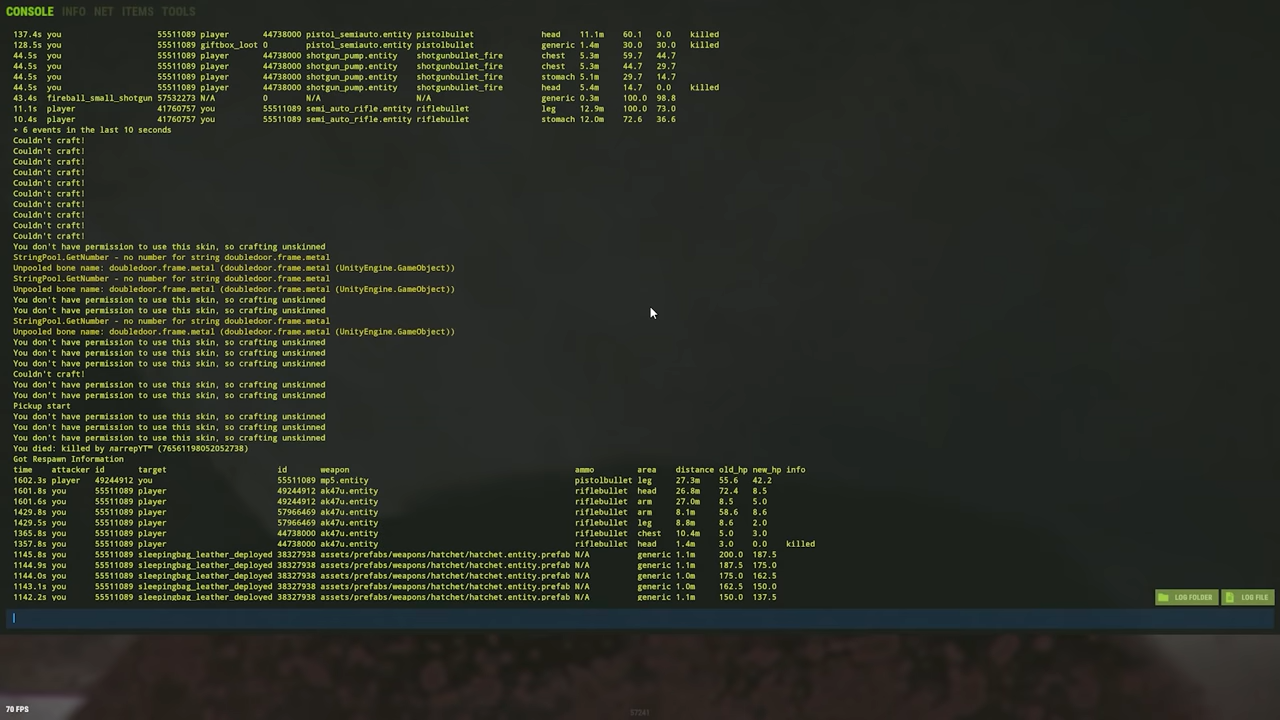 CONSOLE INFO NET ITEMS TOOLS
137.4s you 55511089 player 44738000 pistol_semiauto.entity pistolbullet head 11.1m 60.1 0.0 killed
128.5s you 55511089 giftbox_loot 0 pistol_semiauto.entity pistolbullet generic 1.4m 30.0 30.0 killed
44.5s you 55511089 player 44738000 shotgun_pump.entity shotgunbullet_fire chest 5.3m 59.7 44.7
44.5s you 55511089 player 44738000 shotgun_pump.entity shotgunbullet_fire chest 5.3m 44.7 29.7
44.5s you 55511089 player 44738000 shotgun_pump.entity shotgunbullet_fire stomach 5.1m 29.7 14.7
44.5s you 55511089 player 44738000 shotgun_pump.entity shotgunbullet_fire head 5.4m 14.7 0.0 killed
43.4s fireball_small_shotgun 57532273 N/A 0 N/A N/A generic 0.3m 100.0 98.8
11.1s player 41760757 you 55511089 semi_auto_rifle.entity riflebullet leg 12.9m 100.0 73.0
10.4s player 41760757 you 55511089 semi_auto_rifle.entity riflebullet stomach 12.0m 72.6 36.6
+ 6 events in the last 10 seconds
Couldn't craft!
Couldn't craft!
Couldn't craft!
Couldn't craft!
Couldn't craft!
Couldn't craft!
Couldn't craft!
Couldn't craft!
Couldn't craft!
Couldn't craft!
You don't have permission to use this skin, so crafting unskinned
StringPool.GetNumber - no number for string doubledoor.frame.metal
Unpooled bone name: doubledoor.frame.metal (doubledoor.frame.metal (UnityEngine.GameObject))
StringPool.GetNumber - no number for string doubledoor.frame.metal
Unpooled bone name: doubledoor.frame.metal (doubledoor.frame.metal (UnityEngine.GameObject))
You don't have permission to use this skin, so crafting unskinned
You don't have permission to use this skin, so crafting unskinned
StringPool.GetNumber - no number for string doubledoor.frame.metal
Unpooled bone name: doubledoor.frame.metal (doubledoor.frame.metal (UnityEngine.GameObject))
You don't have permission to use this skin, so crafting unskinned
You don't have permission to use this skin, so crafting unskinned
You don't have permission to use this skin, so crafting unskinned
Couldn't craft!
You don't have permission to use this skin, so crafting unskinned
You don't have permission to use this skin, so crafting unskinned
Pickup start
You don't have permission to use this skin, so crafting unskinned
You don't have permission to use this skin, so crafting unskinned
You don't have permission to use this skin, so crafting unskinned
You died: killed by лаггерYT™ (76561198052052738)
Got Respawn Information
time attacker id target id weapon ammo area distance old_hp new_hp info
1602.3s player 49244912 you 55511089 mp5.entity pistolbullet leg 27.3m 55.6 42.2
1601.8s you 55511089 player 49244912 ak47u.entity riflebullet head 26.8m 72.4 8.5
1601.6s you 55511089 player 49244912 ak47u.entity riflebullet arm 27.0m 8.5 5.0
1429.8s you 55511089 player 57966469 ak47u.entity riflebullet arm 8.1m 58.6 8.6
1429.5s you 55511089 player 57966469 ak47u.entity riflebullet leg 8.8m 8.6 2.0
1365.8s you 55511089 player 44738000 ak47u.entity riflebullet chest 10.4m 5.0 3.0
1357.8s you 55511089 player 44738000 ak47u.entity riflebullet head 1.4m 3.0 0.0 killed
1145.8s you 55511089 sleepingbag_leather_deployed 38327938 assets/prefabs/weapons/hatchet/hatchet.entity.prefab N/A generic 1.1m 200.0 187.5
1144.9s you 55511089 sleepingbag_leather_deployed 38327938 assets/prefabs/weapons/hatchet/hatchet.entity.prefab N/A generic 1.1m 187.5 175.0
1144.0s you 55511089 sleepingbag_leather_deployed 38327938 assets/prefabs/weapons/hatchet/hatchet.entity.prefab N/A generic 1.0m 175.0 162.5
1143.1s you 55511089 sleepingbag_leather_deployed 38327938 assets/prefabs/weapons/hatchet/hatchet.entity.prefab N/A generic 1.0m 162.5 150.0
1142.2s you 55511089 sleepingbag_leather_deployed 38327938 assets/prefabs/weapons/hatchet/hatchet.entity.prefab N/A generic 1.1m 150.0 137.5
LOG FOLDER LOG FILE
70 FPS